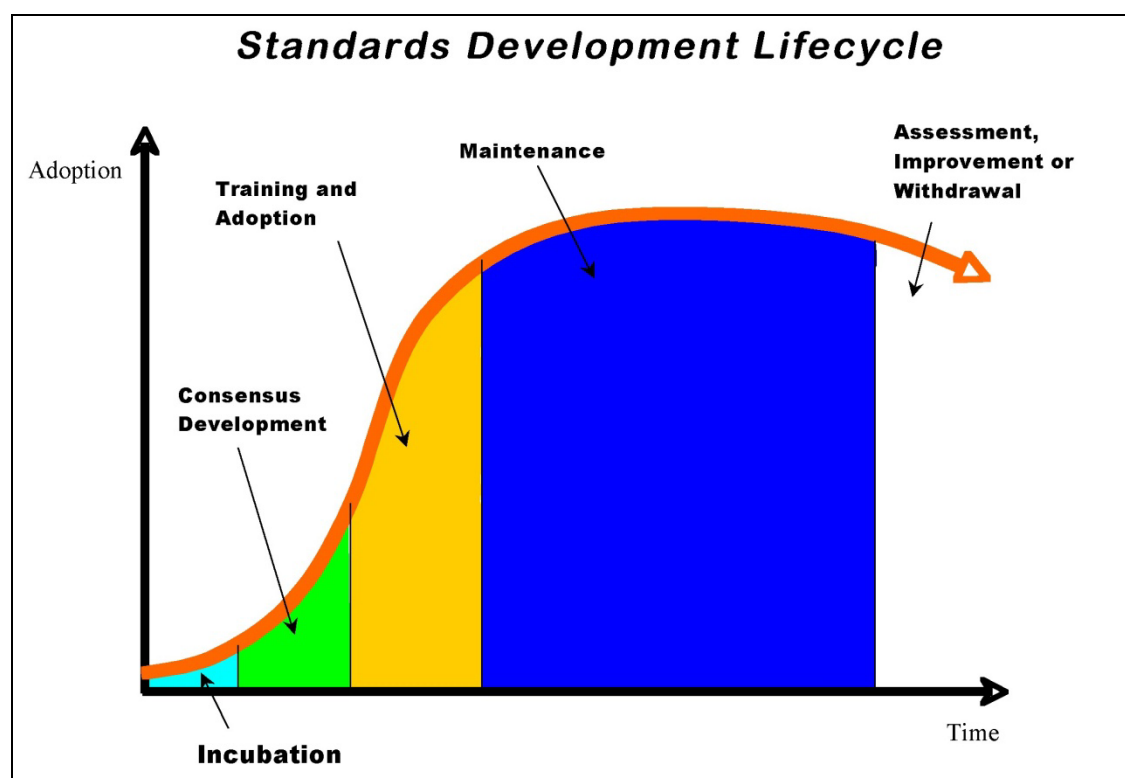 Standards Development Lifecycle
Adoption
Training and
Adoption
Maintenance
Assessment,
Improvement or
Withdrawal
Consensus
Development
Incubation
Time